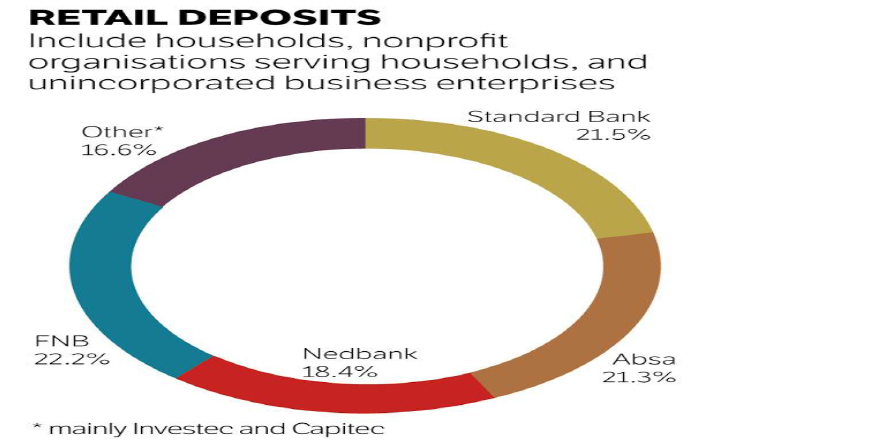 RETAIL DEPOSITS
Include households, nonprofit
organisations serving households, and
unincorporated business enterprises
Standard Bank
21.5%
Other*
16.6%
FNB
22.2%
Nedbank
18.4%
Absa
21.3%
* mainly Investec and Capitec